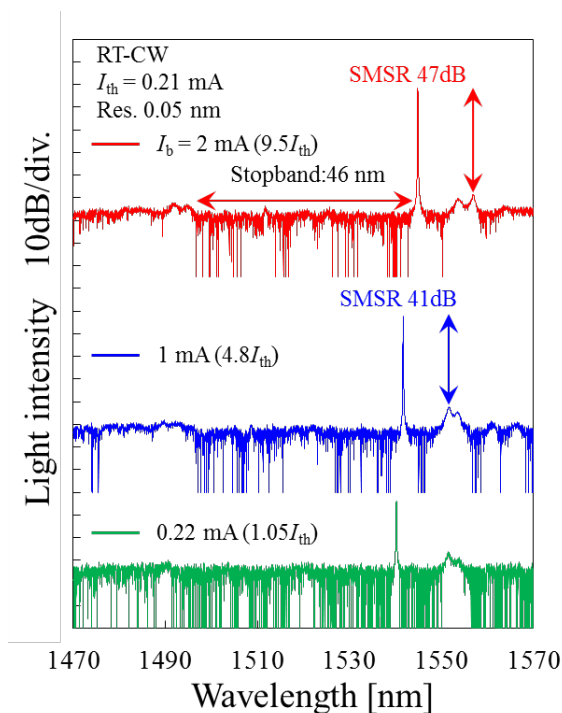 RT-CW
Ith = 0.21 mA
Res. 0.05 nm
Ib = 2 mA (9.5Ith)
SMSR 47dB
Stopband:46 nm
SMSR 41dB
1 mA (4.8Ith)
0.22 mA (1.05Ith)
Light intensity 10dB/div.
1470 1490 1510 1530 1550 1570
Wavelength [nm]